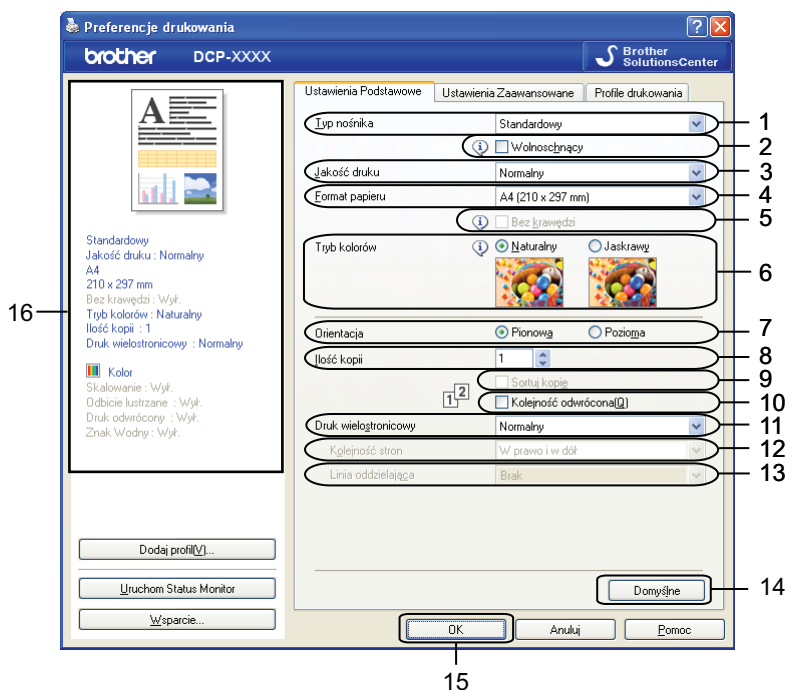 Preferencje drukowania
brother DCP-XXXX
Brother
SolutionsCenter
Ustawienia Podstawowe Ustawienia Zaawansowane Profile drukowania
Typ nośnika Standardowy 1
Wolnoschnący 2
Jakość druku Normalny 3
Format papieru A4 (210 x 297 mm) 4
Bez krawędzi 5
Tryb kolorów Naturalny Jaskrawy 6
Orientacja Pionowa Pozioma 7
Ilość kopii 1 8
Sortuj kopię 9
1 2 Kolejność odwrócona(Q) 10
Druk wielostronicowy Normalny 11
Kolejność stron W prawo i w dół 12
Linia oddzielająca Brak 13
Domyślne 14
OK Anuluj Pomoc
15
16
A
Standardowy
Jakość druku : Normalny
A4
210 x 297 mm
Bez krawędzi : Wył.
Tryb kolorów : Naturalny
Ilość kopii : 1
Druk wielostronicowy : Normalny
Kolor
Skalowanie : Wył.
Odbicie lustrzane : Wył.
Druk odwrócony : Wył.
Znak Wodny : Wył.
Dodaj profil(V)...
Uruchom Status Monitor
Wsparcie...